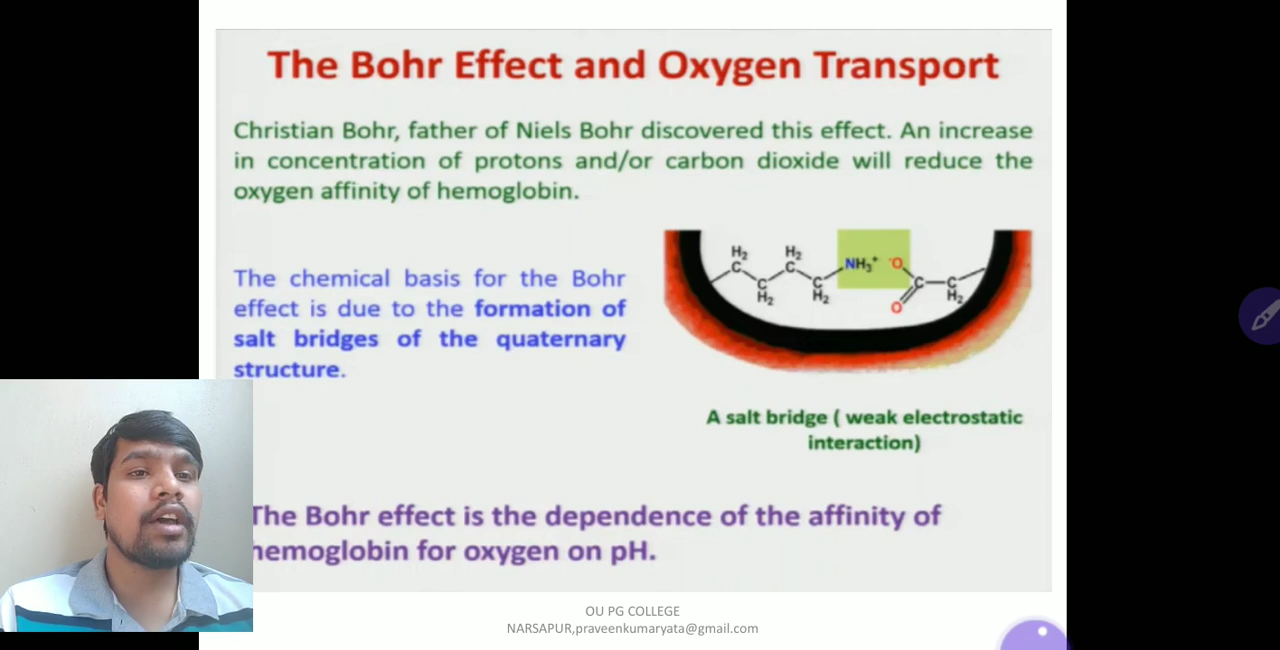 The Bohr Effect and Oxygen Transport
Christian Bohr, father of Niels Bohr discovered this effect. An increase
in concentration of protons and/or carbon dioxide will reduce the
oxygen affinity of hemoglobin.
The chemical basis for the Bohr
effect is due to the formation of
salt bridges of the quaternary
structure.
H₂ H₂
C C NH₃⁺ ⁻O
C C C C
H₂ H₂ O H₂
A salt bridge ( weak electrostatic
interaction)
The Bohr effect is the dependence of the affinity of
hemoglobin for oxygen on pH.
OU PG COLLEGE
NARSAPUR,praveenkumaryata@gmail.com